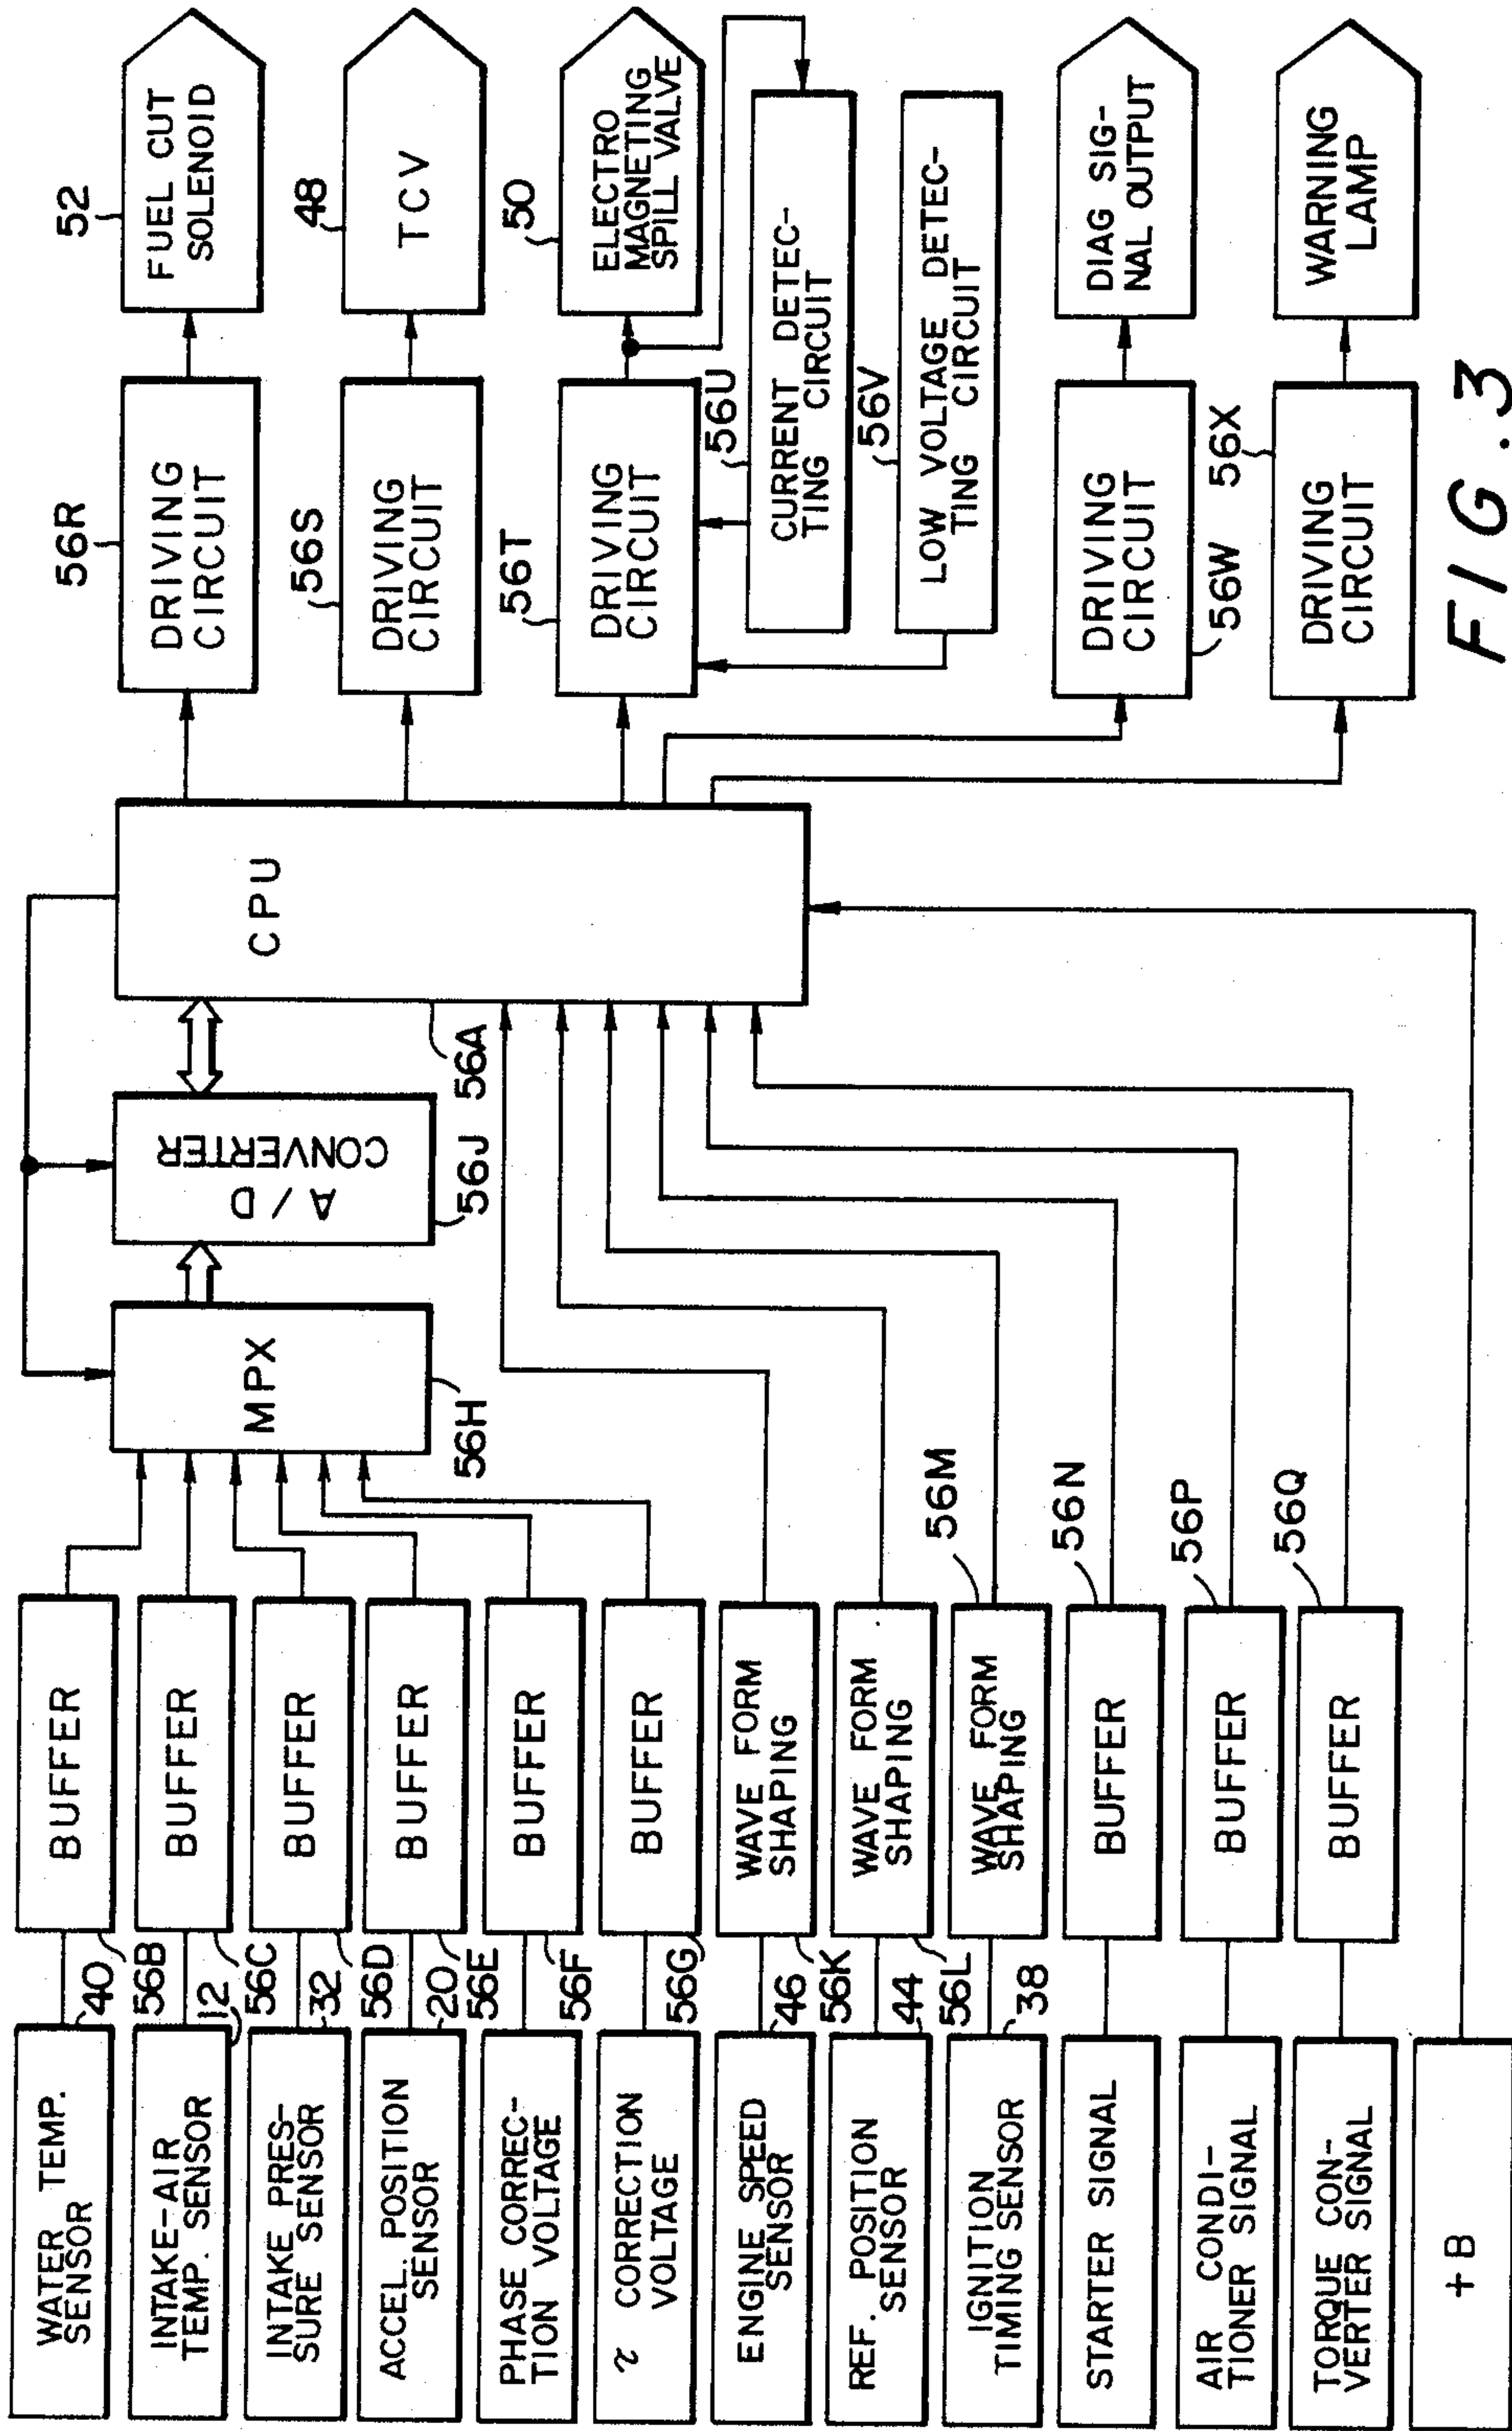 WATER TEMP.
SENSOR
40
BUFFER
56B
INTAKE-AIR
TEMP. SENSOR
12
BUFFER
56C
INTAKE PRES-
SURE SENSOR
32
BUFFER
56D
ACCEL. POSITION
SENSOR
20
BUFFER
56E
PHASE CORREC-
TION VOLTAGE
BUFFER
56F
τ CORRECTION
VOLTAGE
BUFFER
56G
ENGINE SPEED
SENSOR
46
WAVE FORM
SHAPING
56K
REF. POSITION
SENSOR
44
WAVE FORM
SHAPING
56L
IGNITION
TIMING SENSOR
38
WAVE FORM
SHAPING
56M
STARTER SIGNAL
BUFFER
56N
AIR CONDI-
TIONER SIGNAL
BUFFER
56P
TORQUE CON-
VERTER SIGNAL
BUFFER
56Q
+B
MPX
56H
A/D
CONVERTER
56J
CPU
56A
56R
DRIVING
CIRCUIT
52
FUEL CUT
SOLENOID
56S
DRIVING
CIRCUIT
48
TCV
56T
DRIVING
CIRCUIT
50
ELECTRO
MAGNETING
SPILL VALVE
56U
CURRENT DETEC-
TING CIRCUIT
56V
LOW VOLTAGE DETEC-
TING CIRCUIT
DRIVING
CIRCUIT
56W
DIAG SIG-
NAL OUTPUT
56X
DRIVING
CIRCUIT
WARNING
LAMP
FIG. 3